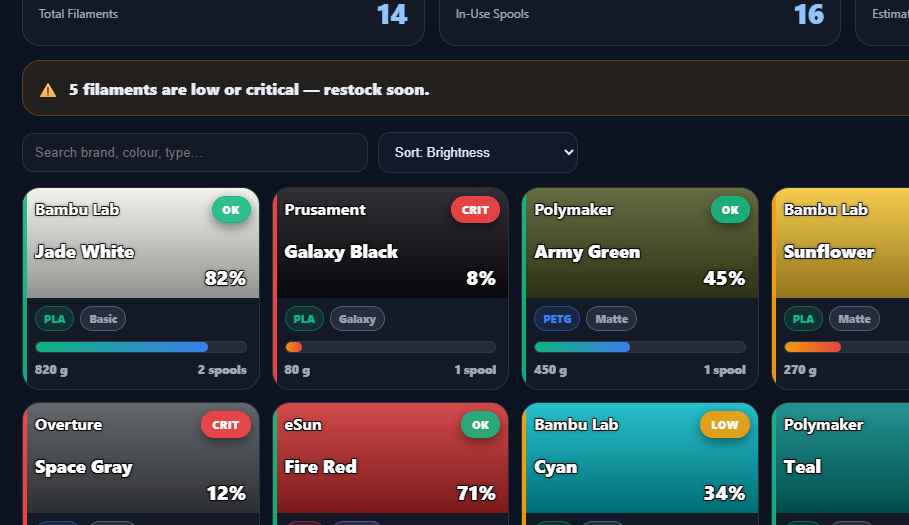 Total Filaments
14
In-Use Spools
16
5 filaments are low or critical — restock soon.
Search brand, colour, type...
Sort: Brightness
Bambu Lab
OK
Jade White
82%
PLA
Basic
820 g
2 spools
Prusament
CRIT
Galaxy Black
8%
PLA
Galaxy
80 g
1 spool
Polymaker
OK
Army Green
45%
PETG
Matte
450 g
1 spool
Bambu Lab
Sunflower
PLA
Matte
270 g
Overture
CRIT
Space Gray
12%
eSun
OK
Fire Red
71%
Bambu Lab
LOW
Cyan
34%
Polymaker
Teal